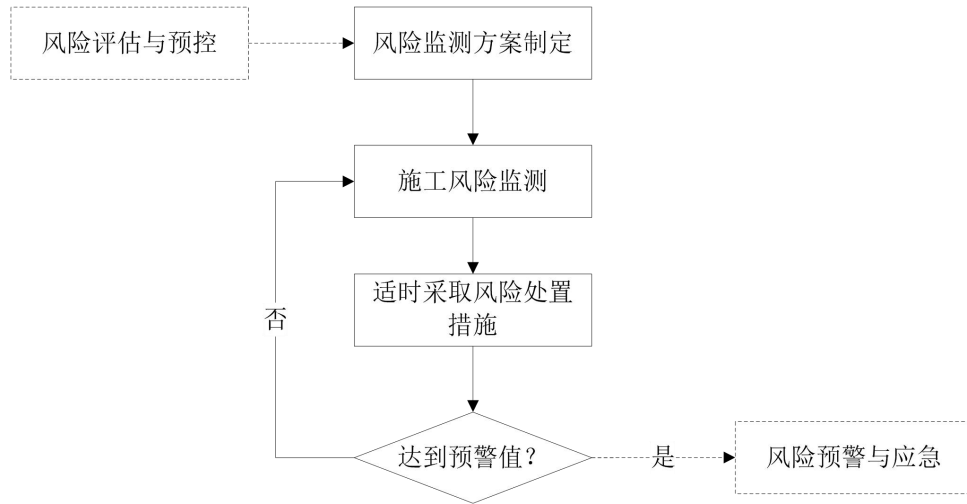 风险评估与预控
风险监测方案制定
施工风险监测
适时采取风险处置
措施
否
达到预警值？
是
风险预警与应急